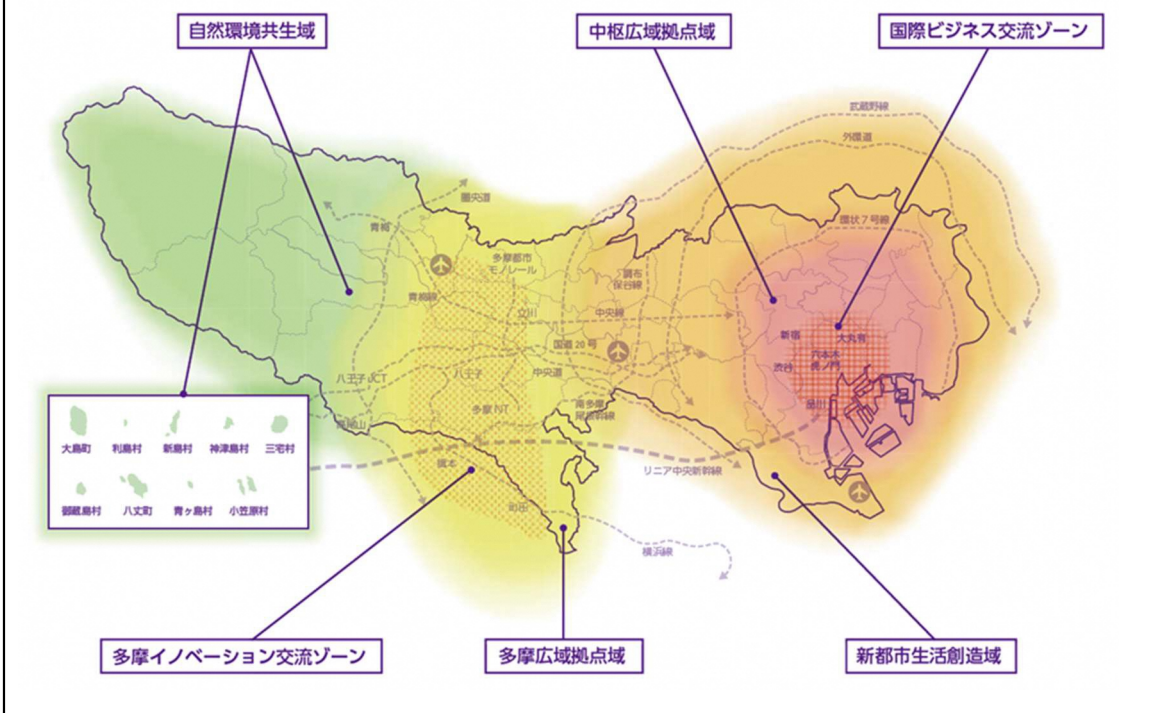 自然環境共生域
中枢広域拠点域
国際ビジネス交流ゾーン
武蔵野線
外環道
圏央道
環状7号線
青梅
多摩都市
モノレール
調布
保谷線
青梅線
立川
中央線
新宿
大丸有
国道20号
六本木
虎ノ門
渋谷
八王子JCT
八王子
中央道
品川
多摩NT
南多摩
尾根幹線
高尾山
橋本
リニア中央新幹線
町田
横浜線
大島町
利島村
新島村
神津島村
三宅村
御蔵島村
八丈町
青ヶ島村
小笠原村
多摩イノベーション交流ゾーン
多摩広域拠点域
新都市生活創造域